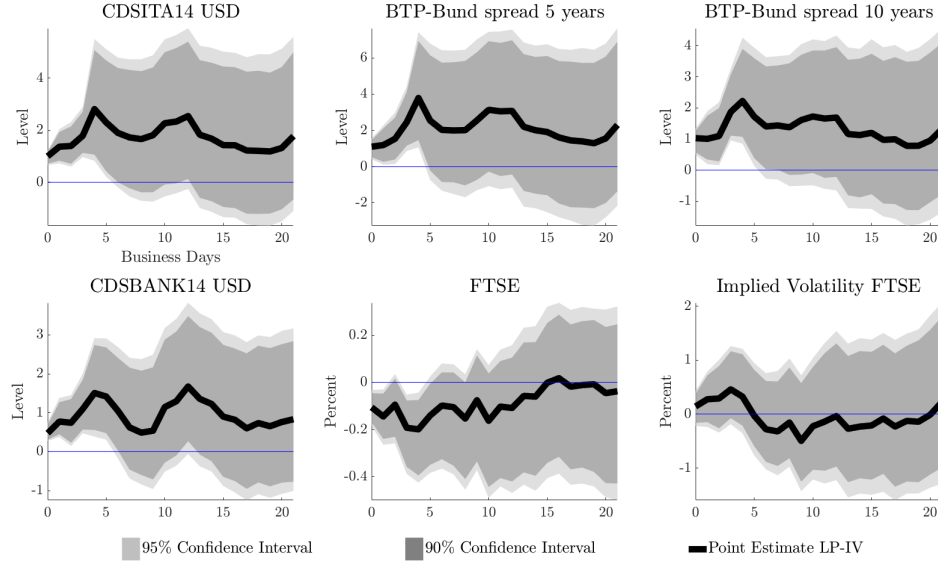 CDSITA14 USD
Level
4
2
0
0 5 10 15 20
Business Days
BTP-Bund spread 5 years
Level
6
4
2
0
-2
0 5 10 15 20
BTP-Bund spread 10 years
Level
4
3
2
1
0
-1
0 5 10 15 20
CDSBANK14 USD
Level
3
2
1
0
-1
0 5 10 15 20
FTSE
Percent
0.2
0
-0.2
-0.4
0 5 10 15 20
Implied Volatility FTSE
Percent
2
1
0
-1
0 5 10 15 20
95% Confidence Interval
90% Confidence Interval
Point Estimate LP-IV